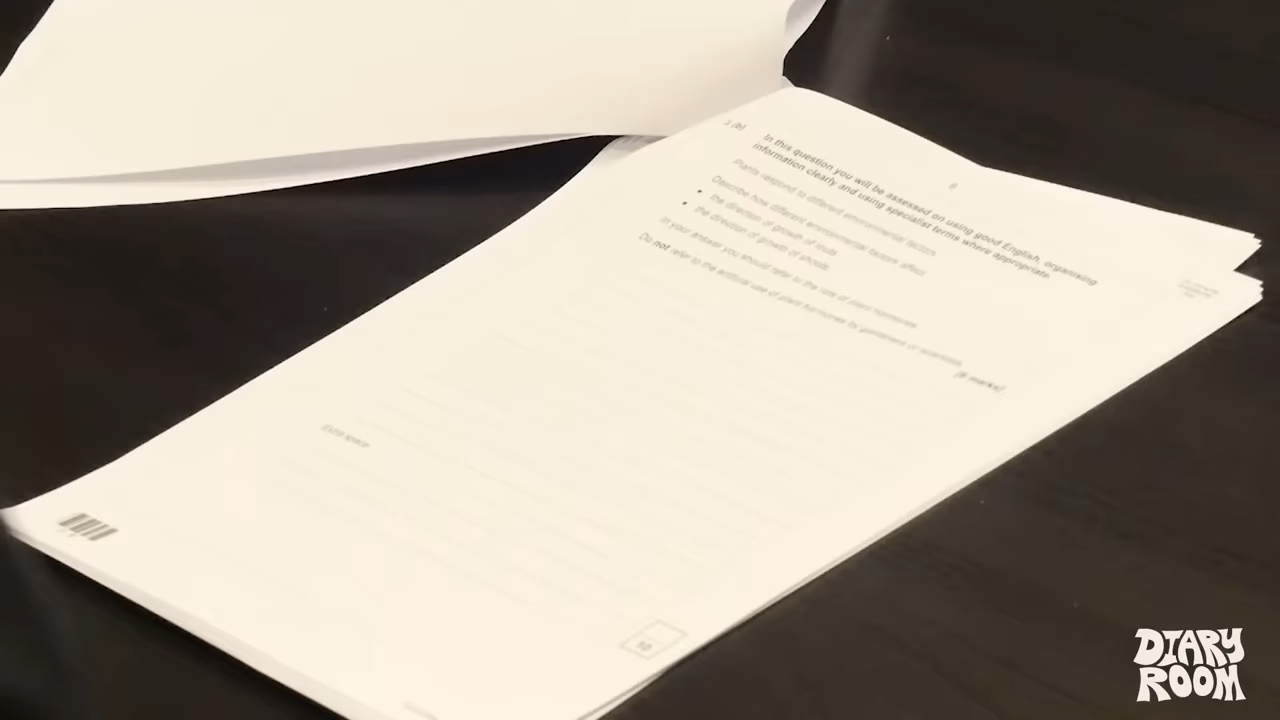 3 (b) In this question you will be assessed on using good English, organising
information clearly and using specialist terms where appropriate.
Plants respond to different environmental factors.
Describe how different environmental factors affect:
• the direction of growth of roots
• the direction of growth of shoots.
In your answer you should refer to the role of plant hormones.
Do not refer to the artificial use of plant hormones by gardeners or scientists.
[6 marks]
Extra space
10
DIARY
ROOM